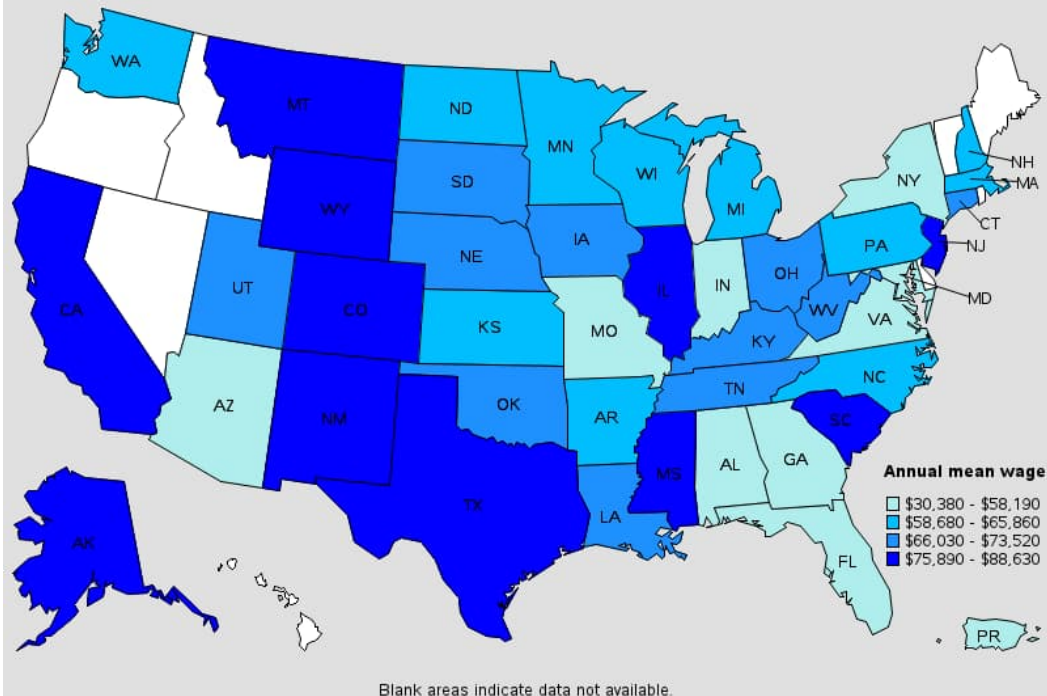 WA
MT
ND
MN
NH
MA
WI
SD
NY
WY
MI
CT
IA
PA
NJ
NE
OH
UT
IN
IL
MD
CO
WV
CA
VA
KS
MO
KY
NC
TN
AZ
OK
NM
AR
SC
GA
AL
MS
Annual mean wage
$30,380 - $58,190
TX
LA
$58,680 - $65,860
AK
$66,030 - $73,520
FL
$75,890 - $88,630
PR
Blank areas indicate data not available.